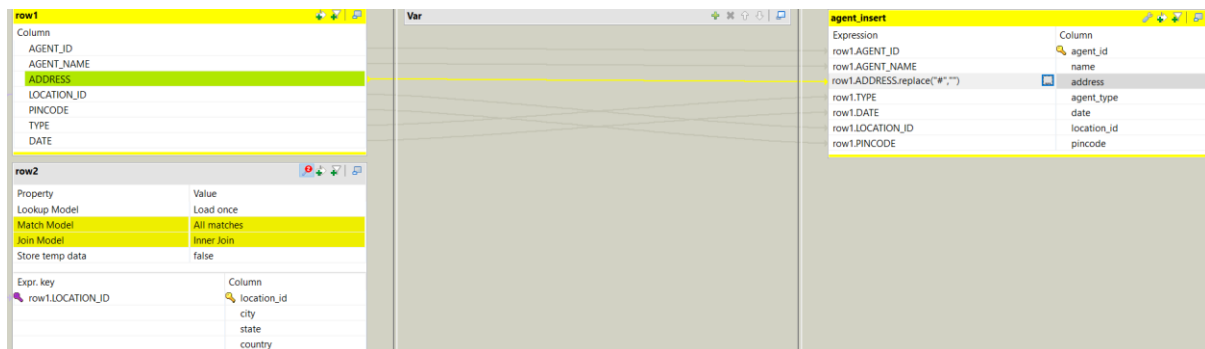 row1
Column
AGENT_ID
AGENT_NAME
ADDRESS
LOCATION_ID
PINCODE
TYPE
DATE
row2
Property Value
Lookup Model Load once
Match Model All matches
Join Model Inner Join
Store temp data false
Expr. key Column
row1.LOCATION_ID location_id
city
state
country
Var
agent_insert
Expression Column
row1.AGENT_ID agent_id
row1.AGENT_NAME name
row1.ADDRESS.replace("#","") address
row1.TYPE agent_type
row1.DATE date
row1.LOCATION_ID location_id
row1.PINCODE pincode